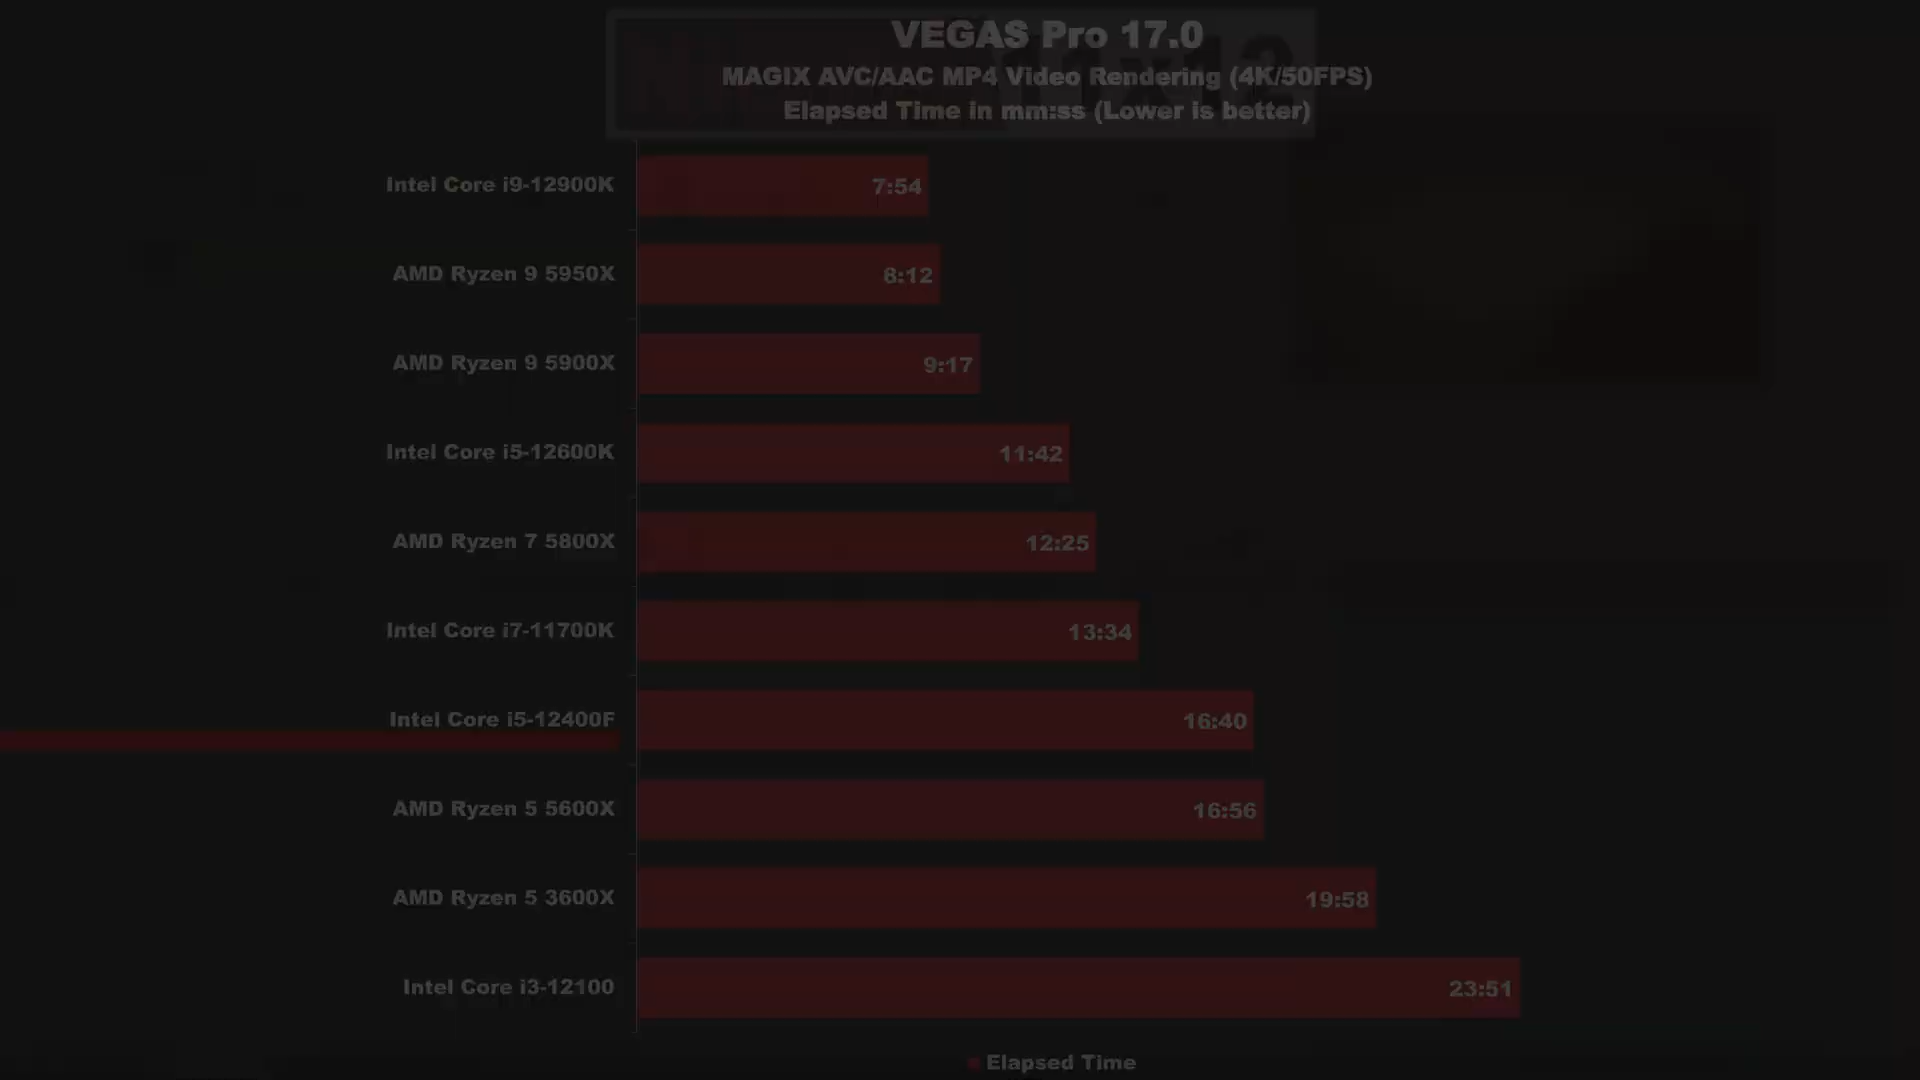 VEGAS Pro 17.0
MAGIX AVC/AAC MP4 Video Rendering (4K/50FPS)
Elapsed Time in mm:ss (Lower is better)
Intel Core i9-12900K 7:54
AMD Ryzen 9 5950X 8:12
AMD Ryzen 9 5900X 9:17
Intel Core i5-12600K 11:42
AMD Ryzen 7 5800X 12:25
Intel Core i7-11700K 13:34
Intel Core i5-12400F 16:40
AMD Ryzen 5 5600X 16:56
AMD Ryzen 5 3600X 19:58
Intel Core i3-12100 23:51
Elapsed Time